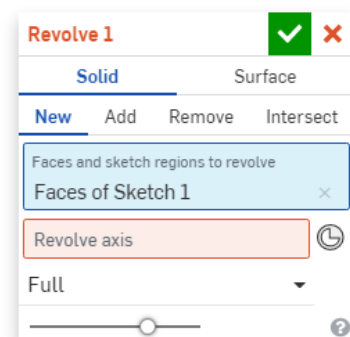 Revolve 1
Solid Surface
New Add Remove Intersect
Faces and sketch regions to revolve
Faces of Sketch 1
Revolve axis
Full